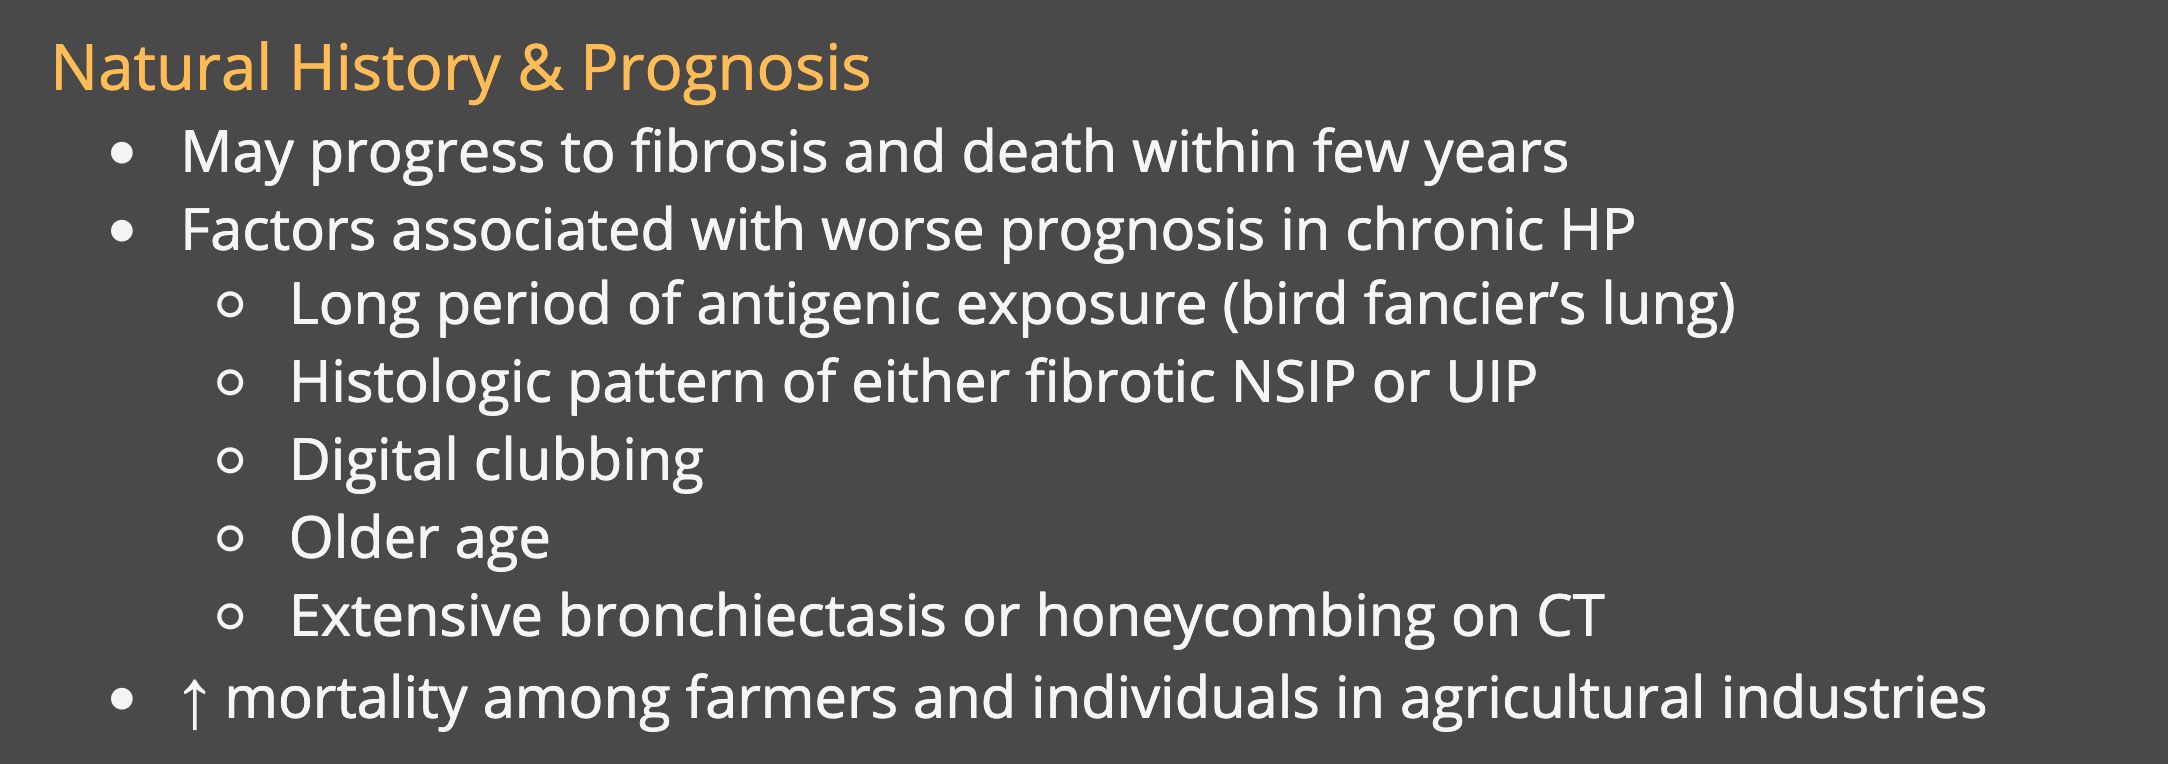 Natural History & Prognosis
• May progress to fibrosis and death within few years
• Factors associated with worse prognosis in chronic HP
○ Long period of antigenic exposure (bird fancier’s lung)
○ Histologic pattern of either fibrotic NSIP or UIP
○ Digital clubbing
○ Older age
○ Extensive bronchiectasis or honeycombing on CT
• ↑ mortality among farmers and individuals in agricultural industries